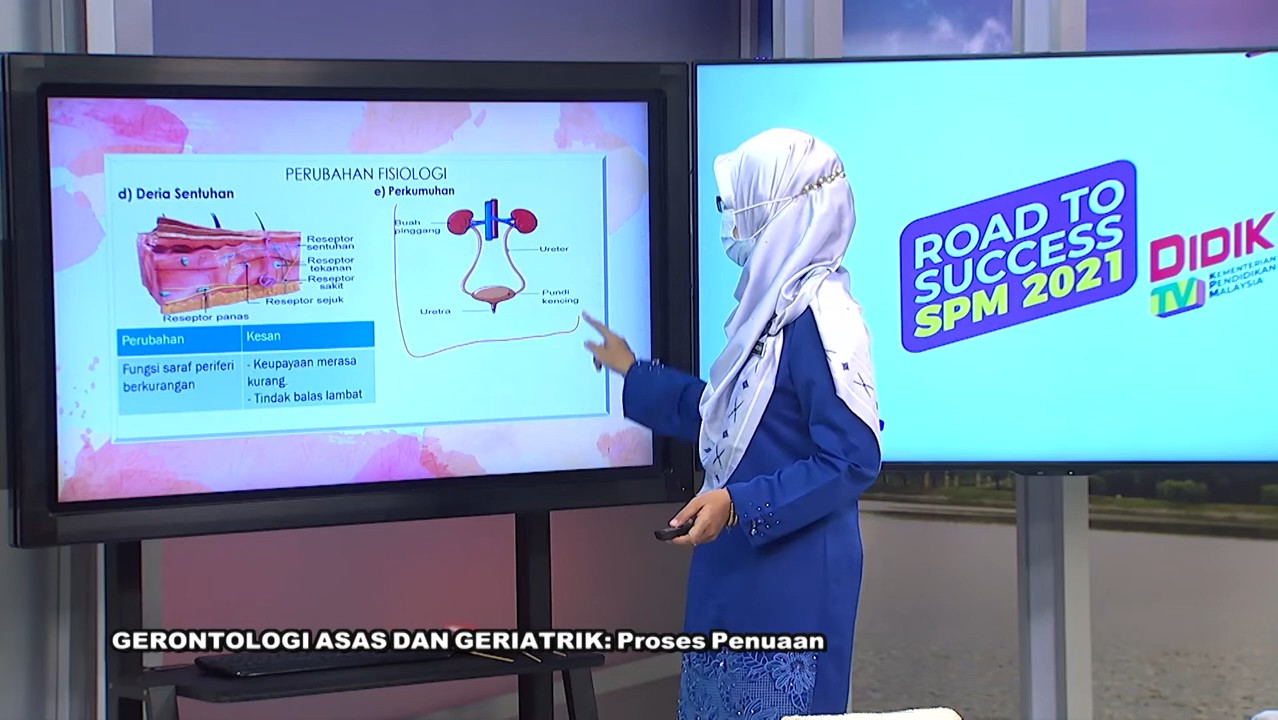 PERUBAHAN FISIOLOGI
d) Deria Sentuhan
Reseptor sentuhan
Reseptor tekanan
Reseptor sakit
Reseptor sejuk
Reseptor panas
Perubahan
Kesan
Fungsi saraf periferi
berkurangan
- Keupayaan merasa
kurang.
- Tindak balas lambat
e) Perkumuhan
Buah
pinggang
Ureter
Pundi
kencing
Uretra
ROAD TO
SUCCESS
SPM 2021
DIDIK
TV
KEMENTERIAN
PENDIDIKAN
MALAYSIA
GERONTOLOGI ASAS DAN GERIATRIK: Proses Penuaan